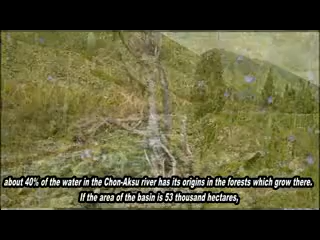 about 40% of the water in the Chon-Aksu river has its origins in the forests which grow there.
If the area of the basin is 53 thousand hectares,